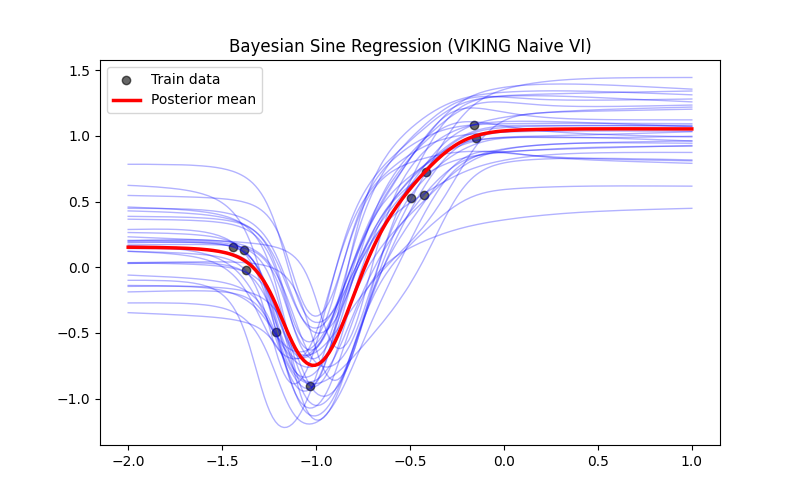 Bayesian Sine Regression (VIKING Naive VI)
Train data
Posterior mean
1.5
1.0
0.5
0.0
−0.5
−1.0
−2.0 −1.5 −1.0 −0.5 0.0 0.5 1.0